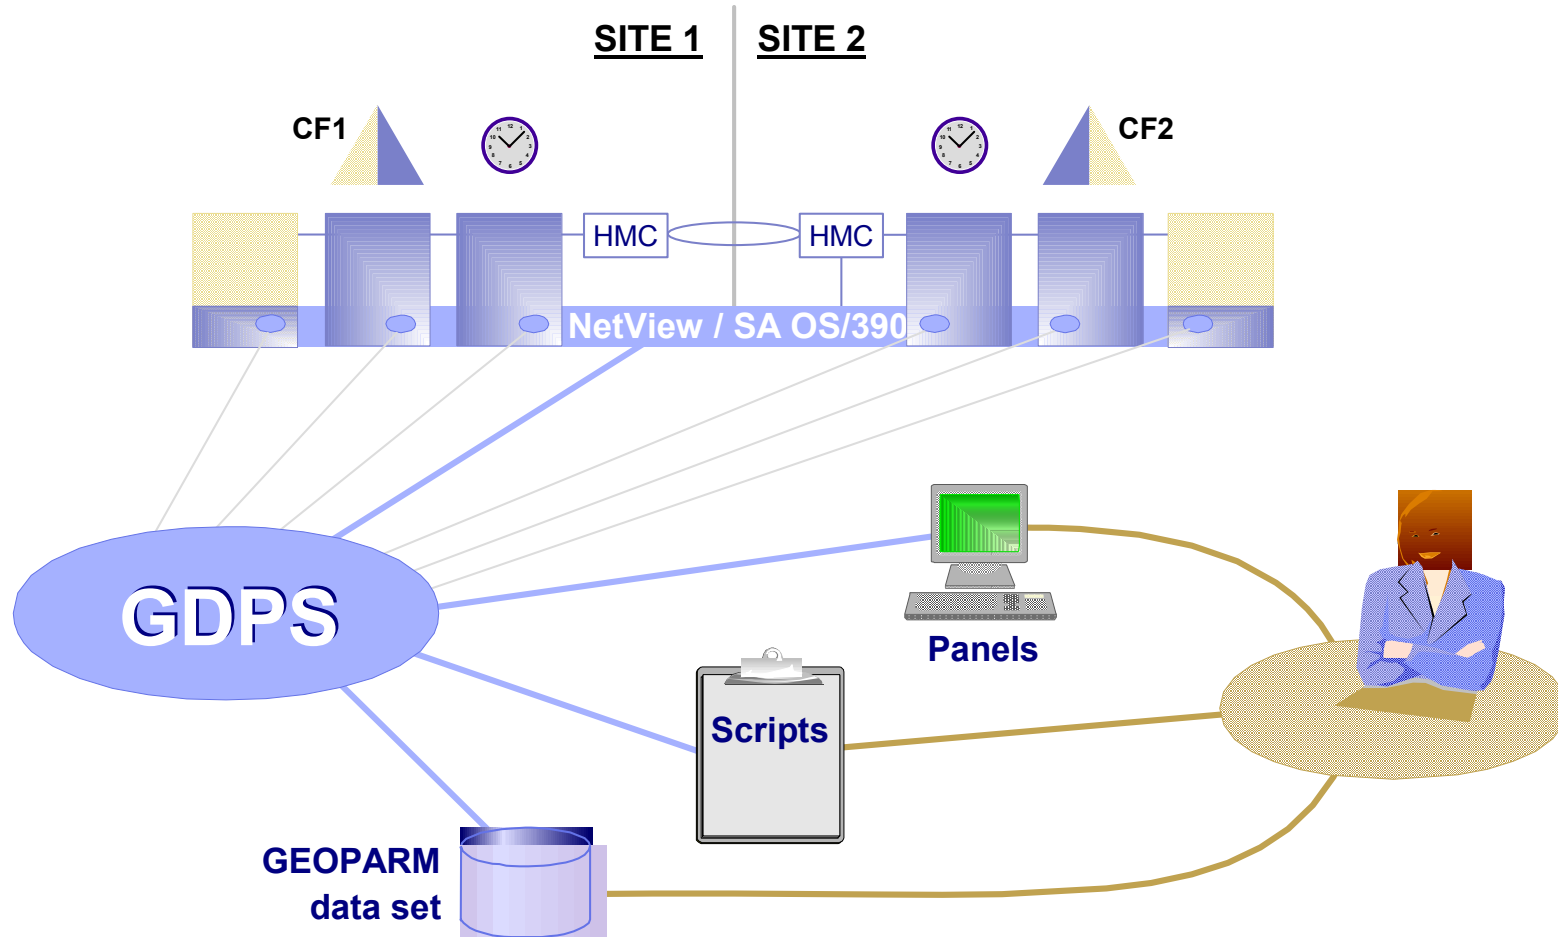 SITE 1
SITE 2
CF1
CF2
HMC
HMC
NetView / SA OS/390
GDPS
Panels
Scripts
GEOPARM
data set